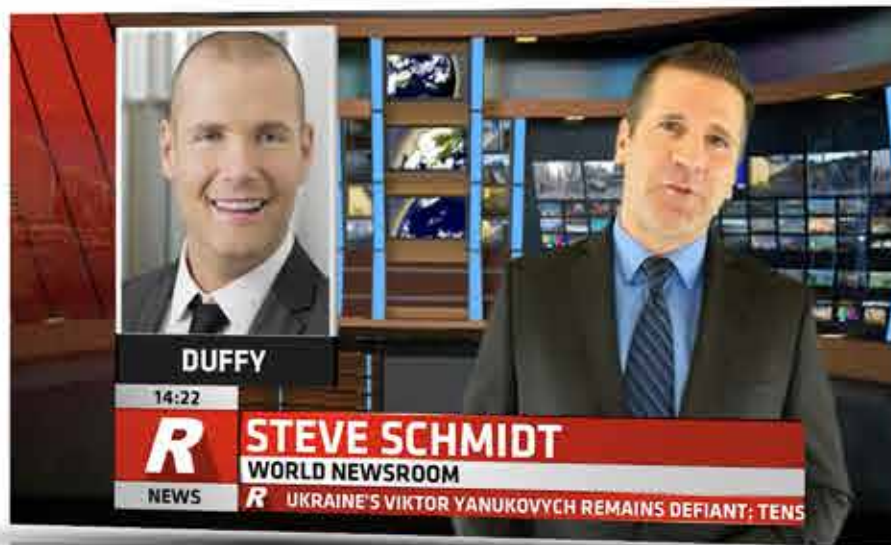 DUFFY
14:22
R
NEWS
STEVE SCHMIDT
WORLD NEWSROOM
R UKRAINE'S VIKTOR YANUKOVYCH REMAINS DEFIANT; TENS